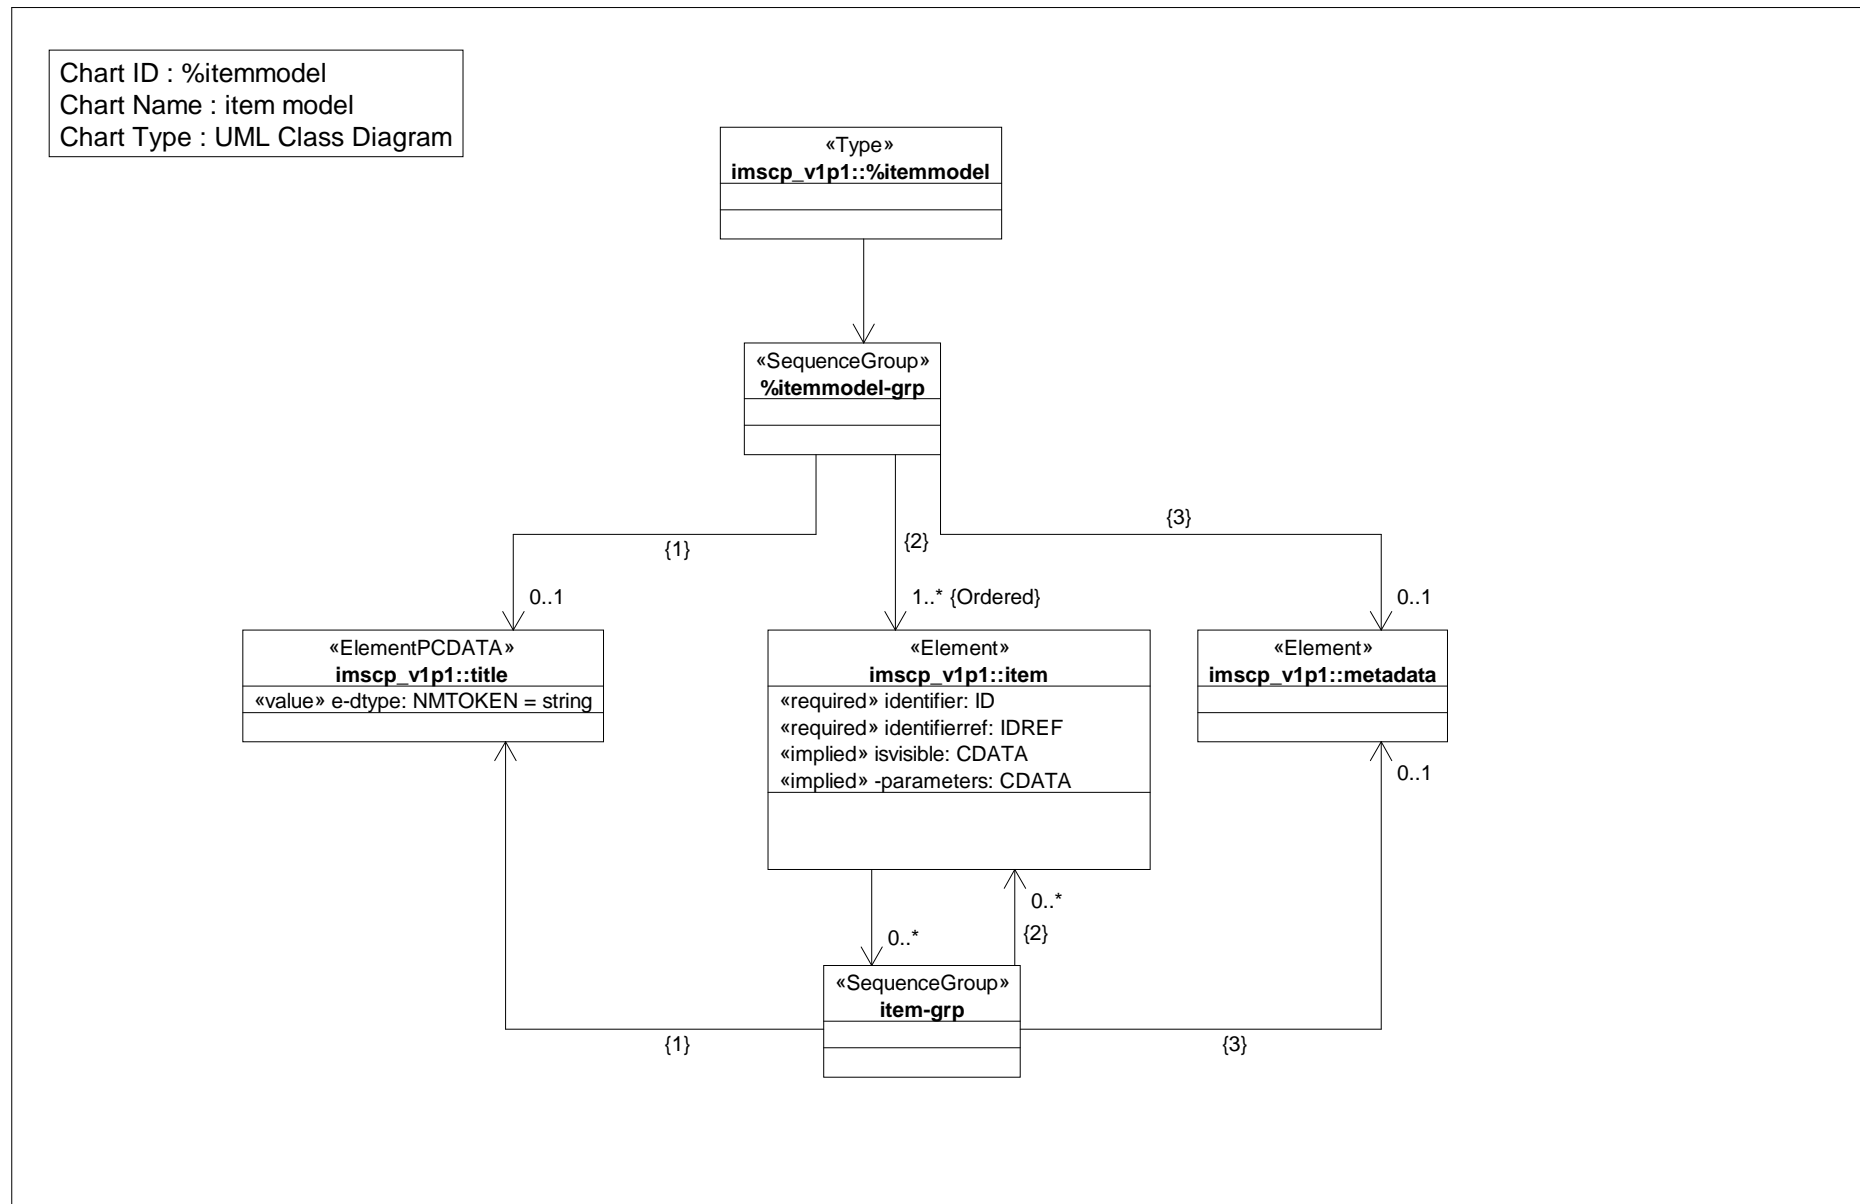 Chart ID : %itemmodel
Chart Name : item model
Chart Type : UML Class Diagram
«Type»
imscp_v1p1::%itemmodel
«SequenceGroup»
%itemmodel-grp
{1}
{2}
{3}
0..1
1..* {Ordered}
0..1
«ElementPCDATA»
imscp_v1p1::title
«value» e-dtype: NMTOKEN = string
«Element»
imscp_v1p1::item
«required» identifier: ID
«required» identifierref: IDREF
«implied» isvisible: CDATA
«implied» -parameters: CDATA
«Element»
imscp_v1p1::metadata
0..1
0..*
0..*
{2}
«SequenceGroup»
item-grp
{1}
{3}